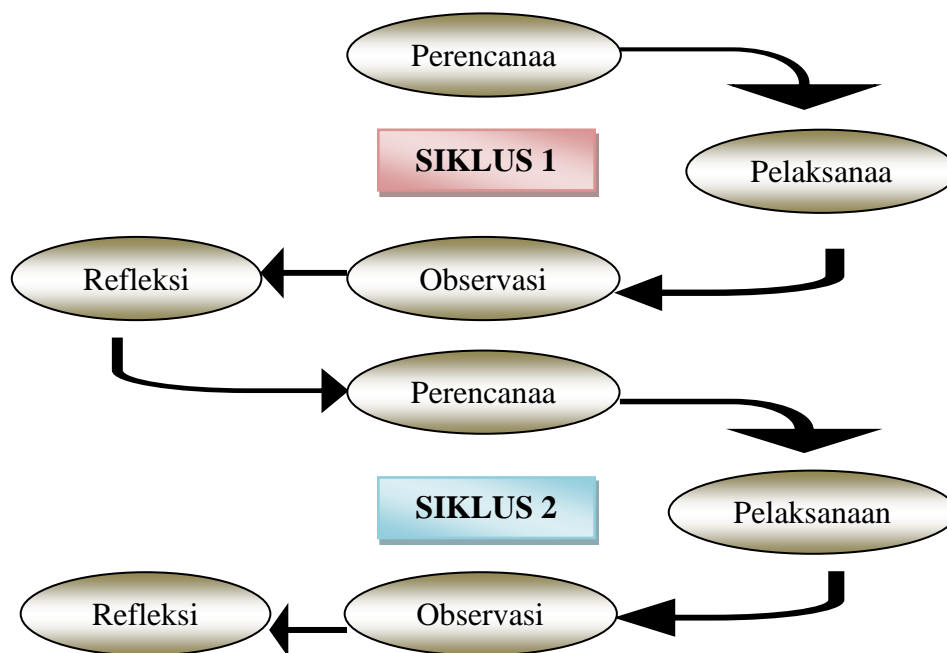 Perencanaa
SIKLUS 1
Pelaksanaa
Refleksi
Observasi
Perencanaa
SIKLUS 2
Pelaksanaan
Refleksi
Observasi